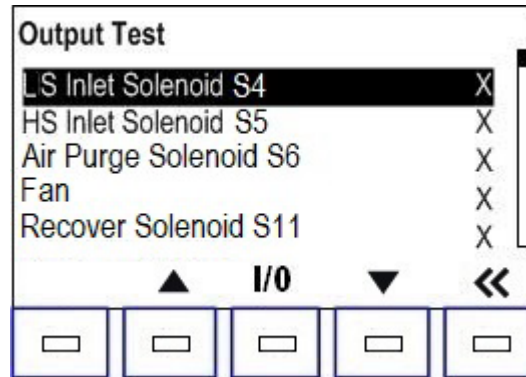 Output Test
LS Inlet Solenoid S4 X
HS Inlet Solenoid S5 X
Air Purge Solenoid S6 X
Fan X
Recover Solenoid S11 X
▲ I/0 ▼ «